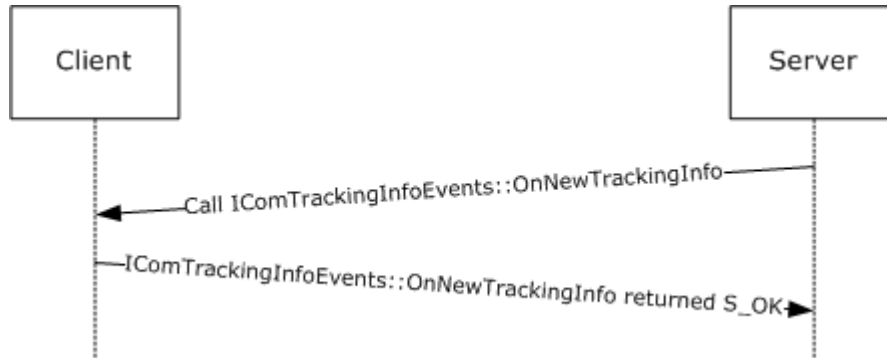 Client
Server
Call IComTrackingInfoEvents::OnNewTrackingInfo
IComTrackingInfoEvents::OnNewTrackingInfo returned S_OK